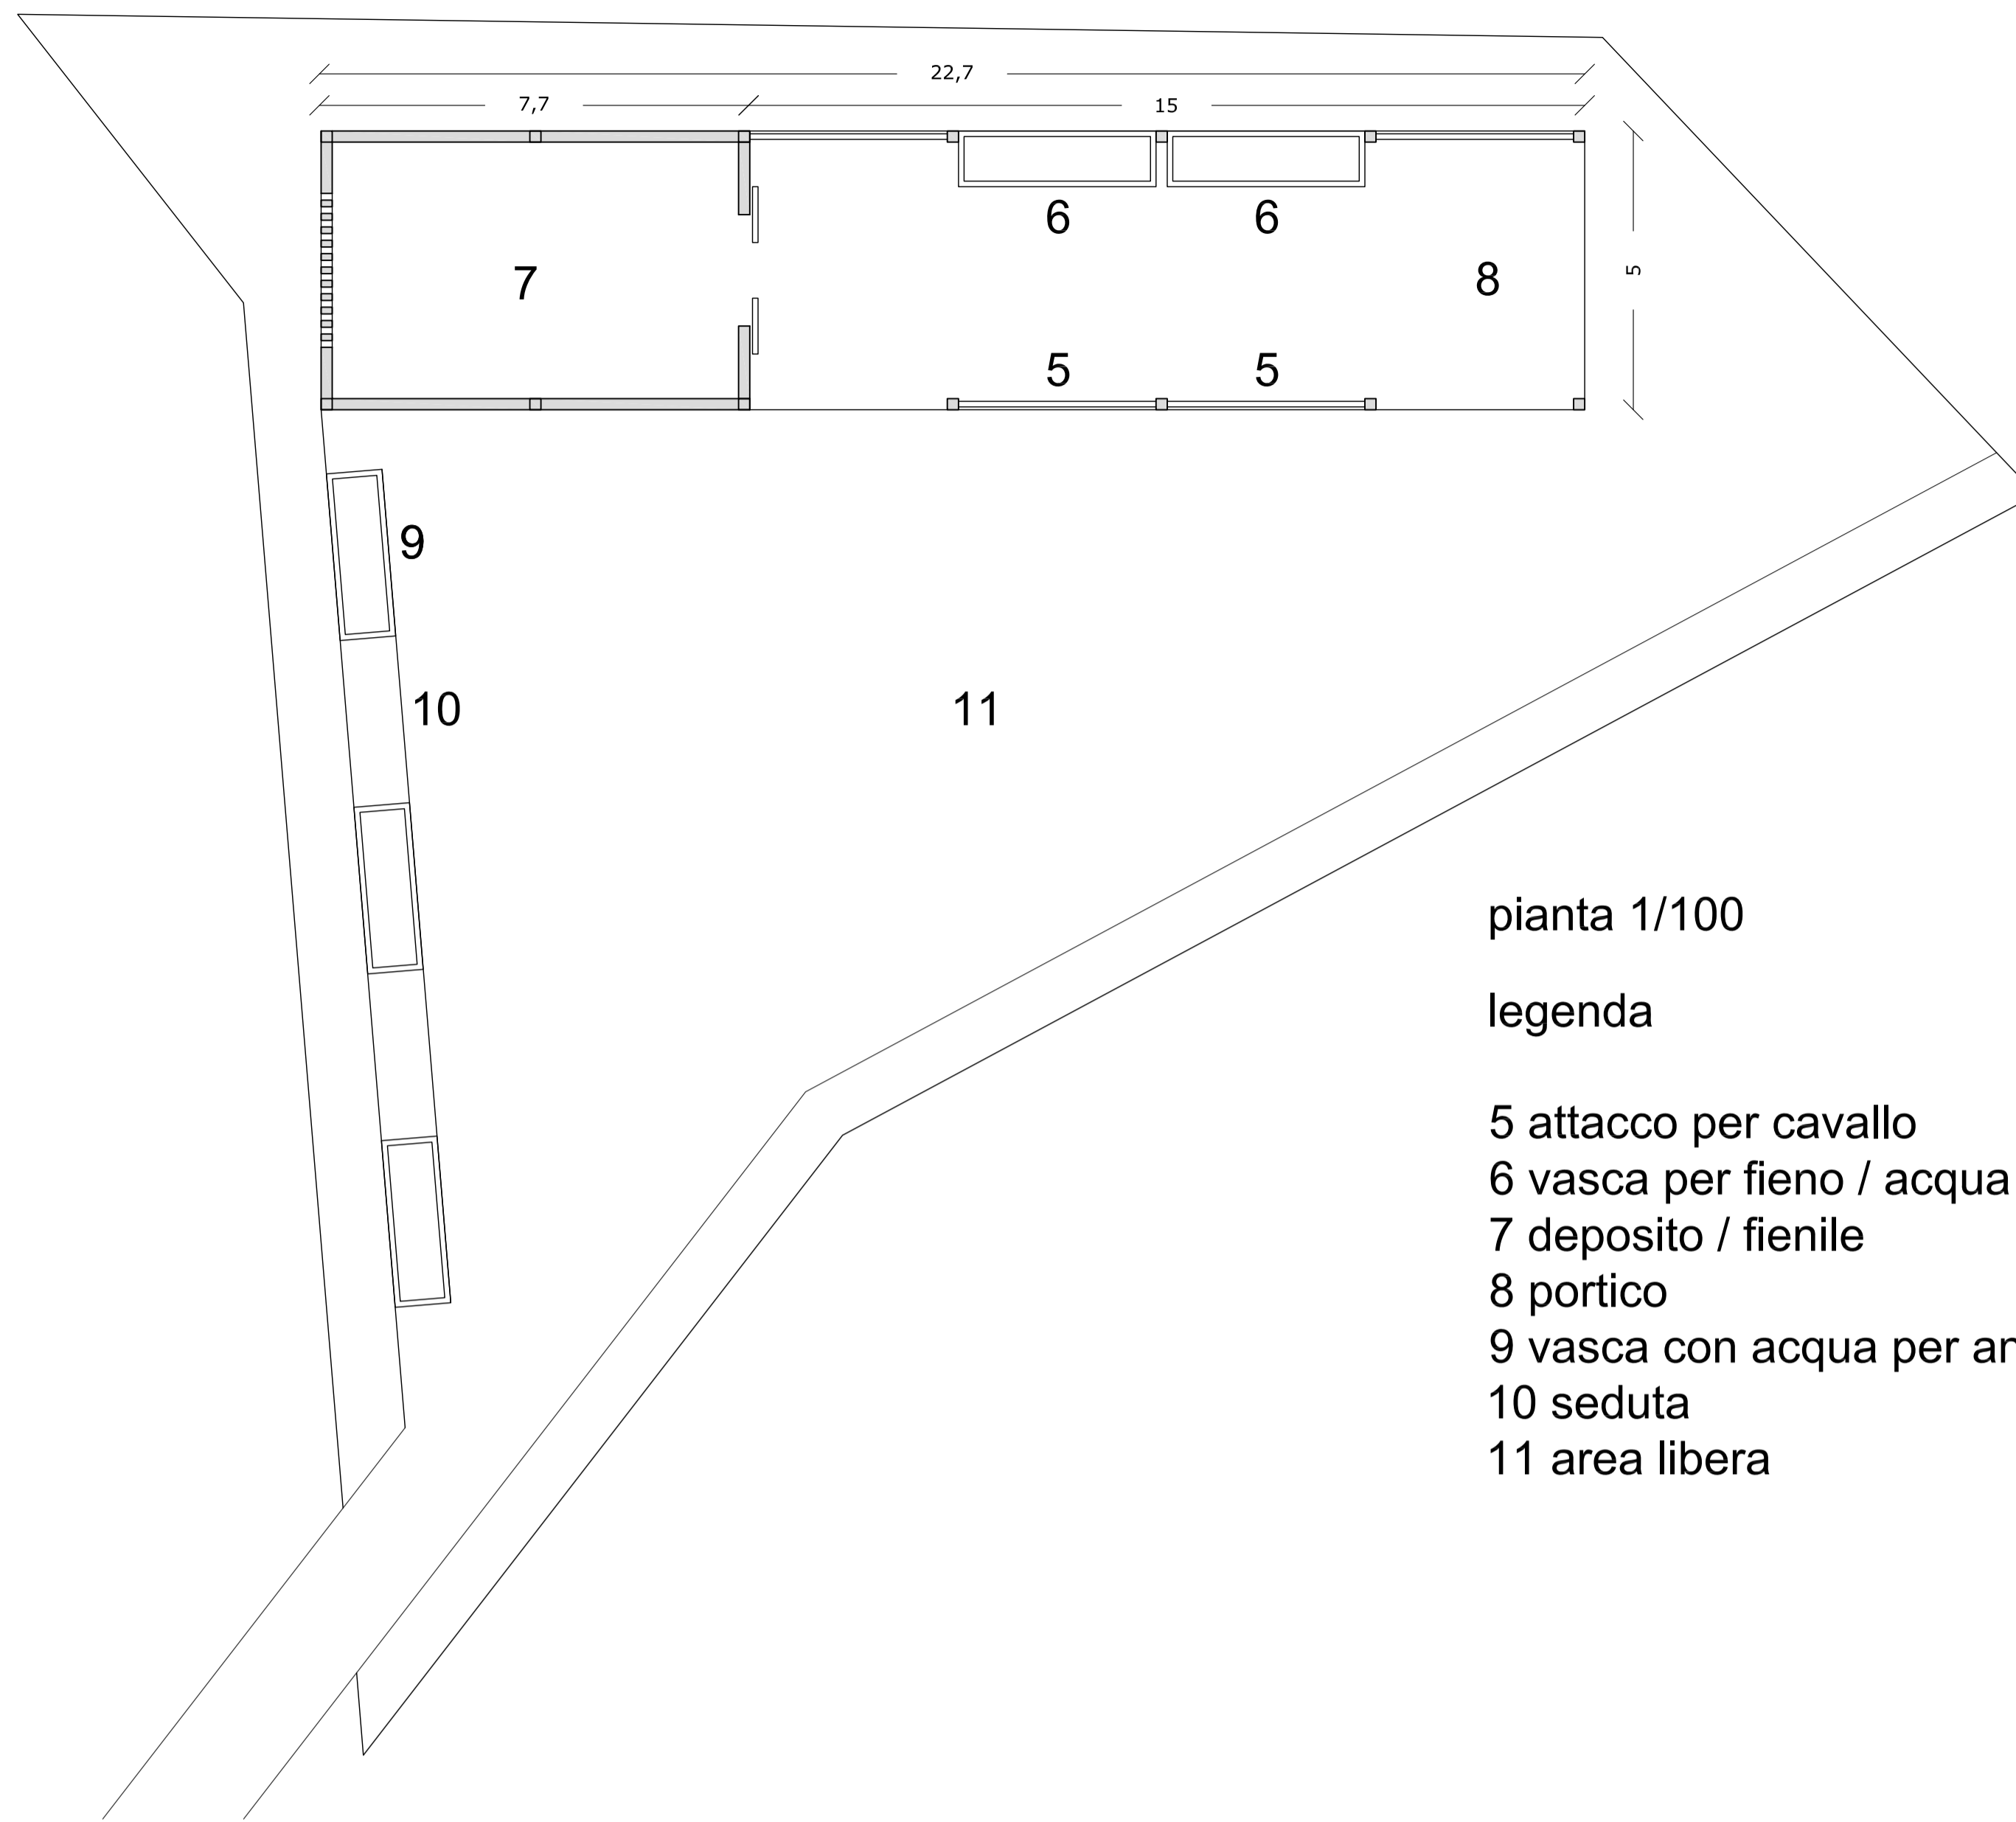 22,7
7,7
15
6
6
7
8
5
5
5
9
10
11
pianta 1/100
legenda
5 attacco per cavallo
6 vasca per fieno / acqua
7 deposito / fienile
8 portico
9 vasca con acqua per
10 seduta
11 area libera